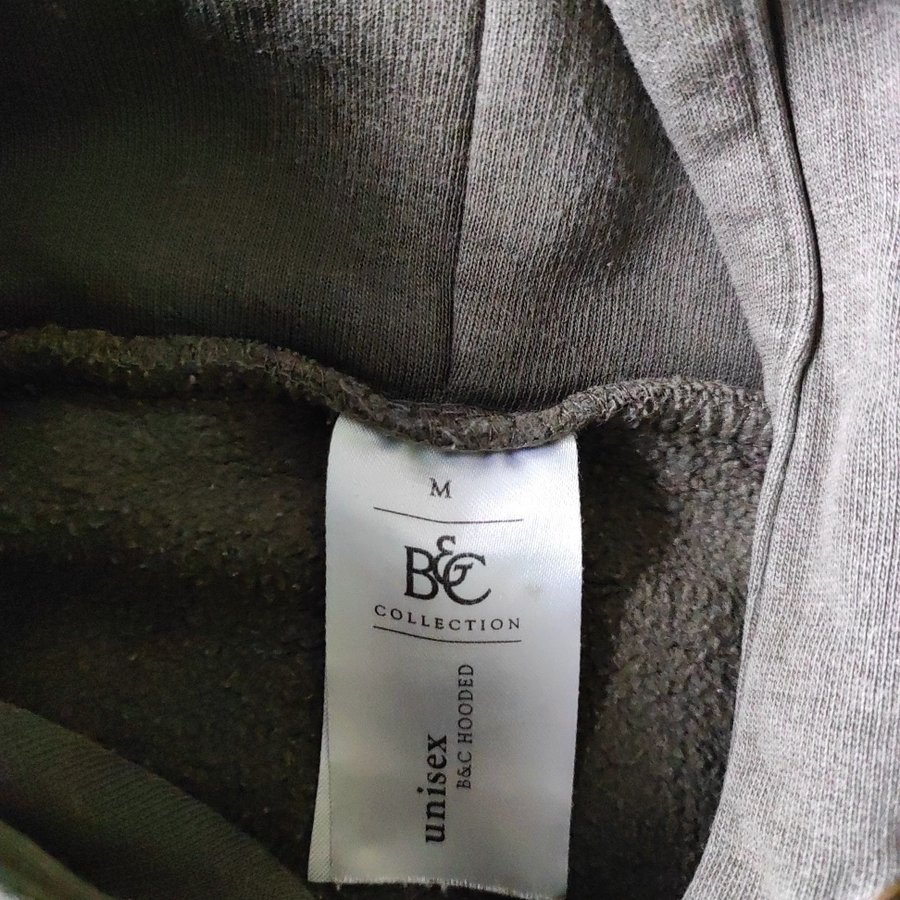 M
B&C
COLLECTION
unisex
B&C HOODED